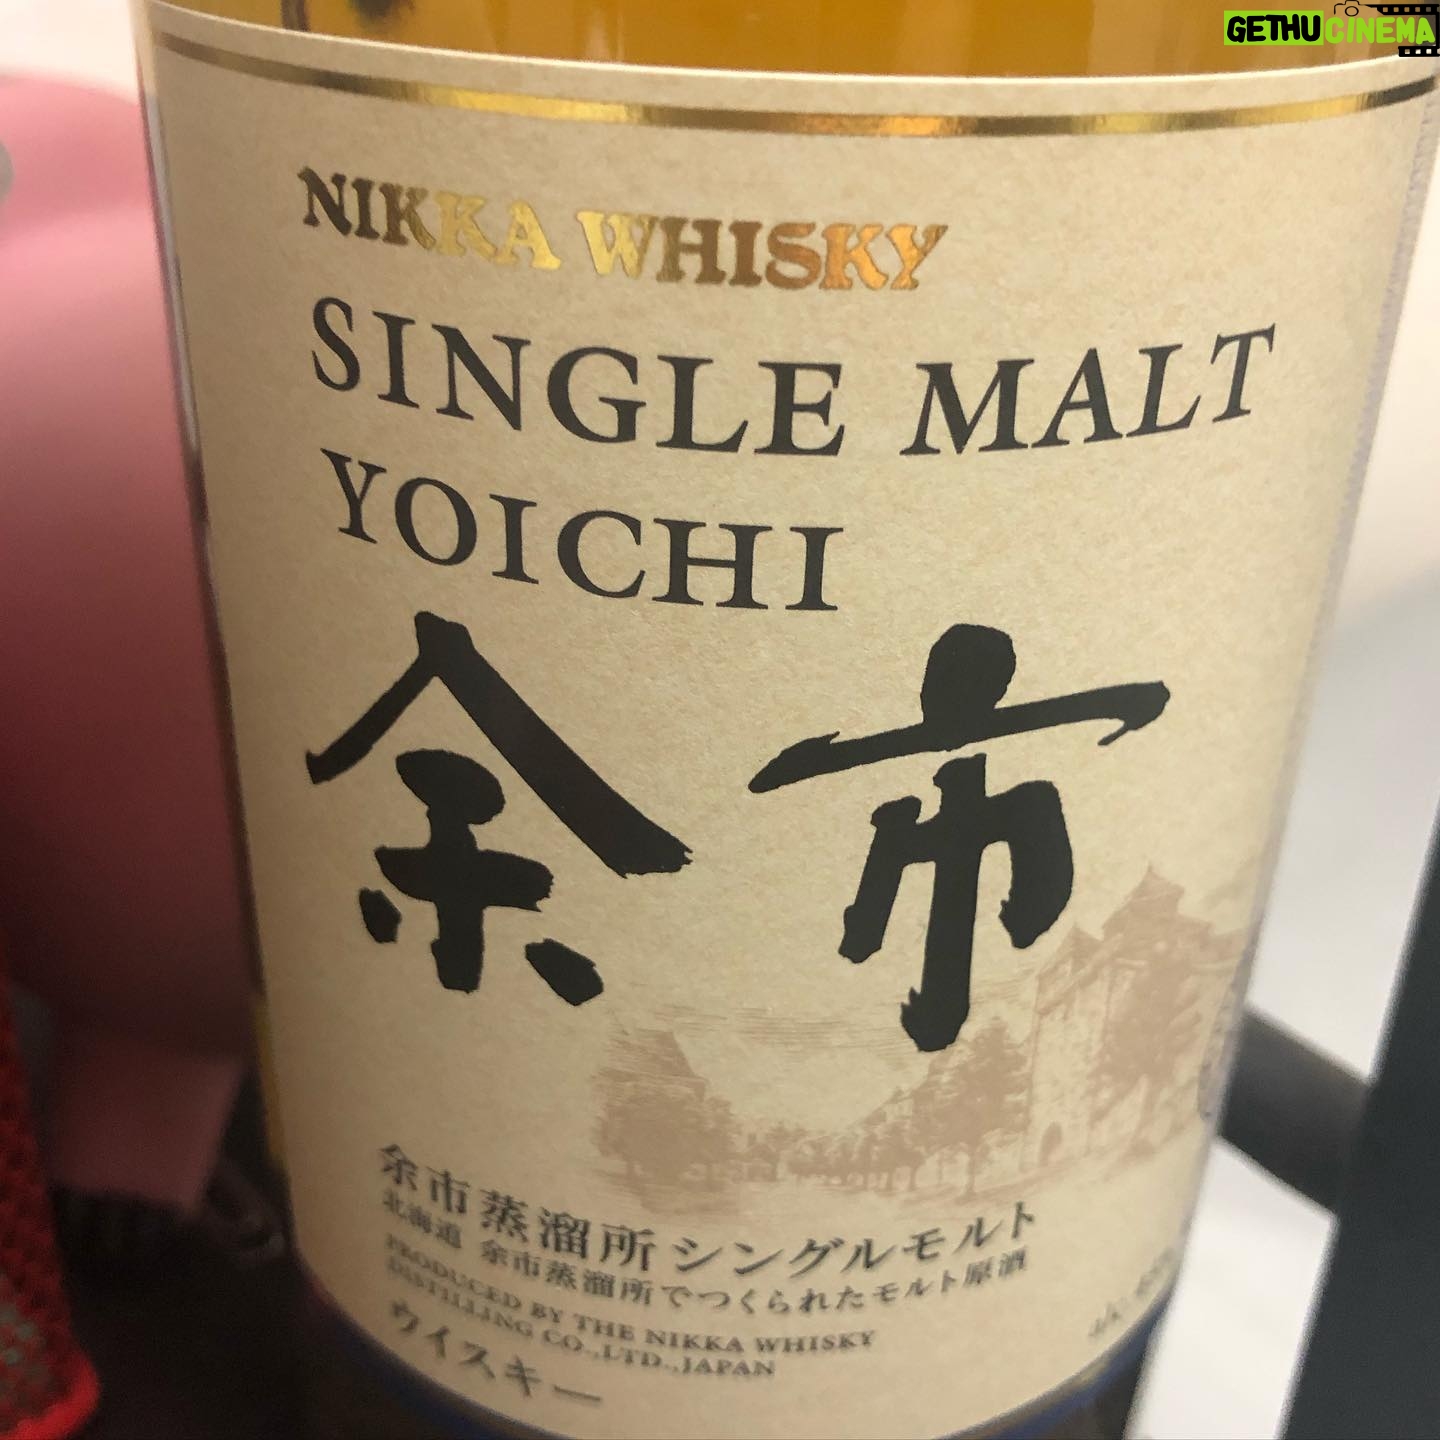 GETHUCINEMA
NIKKA WHISKY
SINGLE MALT
YOICHI
余市
余市蒸溜所シングルモルト
北海道 余市蒸溜所でつくられたモルト原酒
PRODUCED BY THE NIKKA WHISKY
DISTILLING CO.,LTD.,JAPAN
ウイスキー